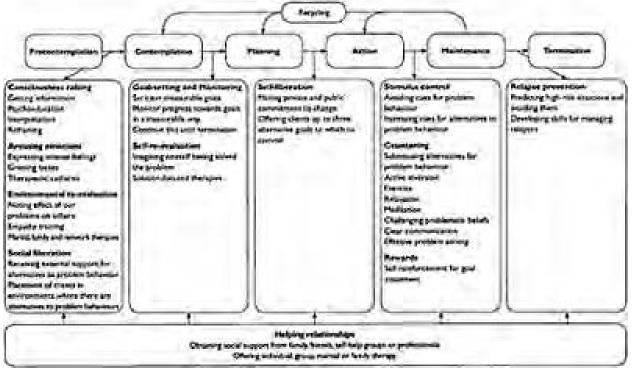 Recycling
Precontemplation
Contemplation
Planning
Action
Maintenance
Termination
Consciousness raising
Getting information
Psychoeducation
Interpretation
Reframing
Arousing emotions
Expressing intense feelings
Grieving losses
Therapeutic catharsis
Environmental re-evaluation
Noting effect of our
problems on others
Empathy training
Marital, family and network therapies
Social liberation
Receiving external support for
alternatives to problem behaviour
Placement of clients in
environments where there are
alternatives to problem behaviours
Goalsetting and Monitoring
Set clear measurable goals
Monitor progress towards goals
in a measurable way
Continue this until termination
Self-re-evaluation
Imagining oneself having solved
the problem
Solution focused therapies
Self-liberation
Making private and public
commitment to change
Offering clients up to three
alternative goals to which to
commit
Stimulus control
Avoiding cues for problem
behaviour
Increasing cues for alternatives to
problem behaviour
Countering
Substituting alternatives for
problem behaviour
Active diversion
Exercise
Relaxation
Meditation
Challenging problematic beliefs
Clear communication
Effective problem solving
Rewards
Self reinforcement for goal
attainment
Relapse prevention
Predicting high-risk situations and
avoiding them
Developing skills for managing
relapses
Helping relationships
Obtaining social support from family, friends, self help groups or professionals
Offering individual, group, marital or family therapy